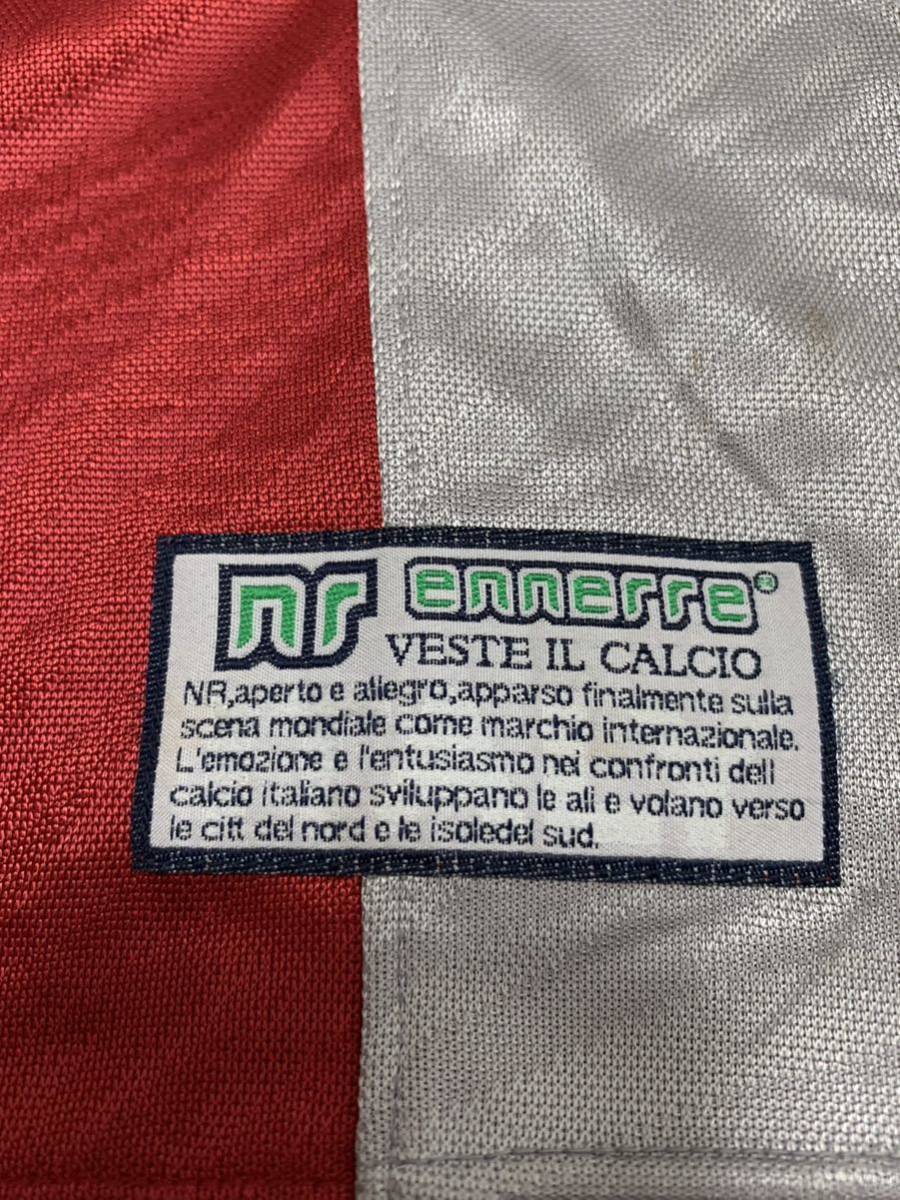 nr ennerre®
VESTE IL CALCIO
NR,aperto e allegro,apparso finalmente sulla
scena mondiale come marchio internazionale.
L'emozione e l'entusiasmo nei confronti dell
calcio italiano sviluppano le ali e volano verso
le citt del nord e le isoledel sud.